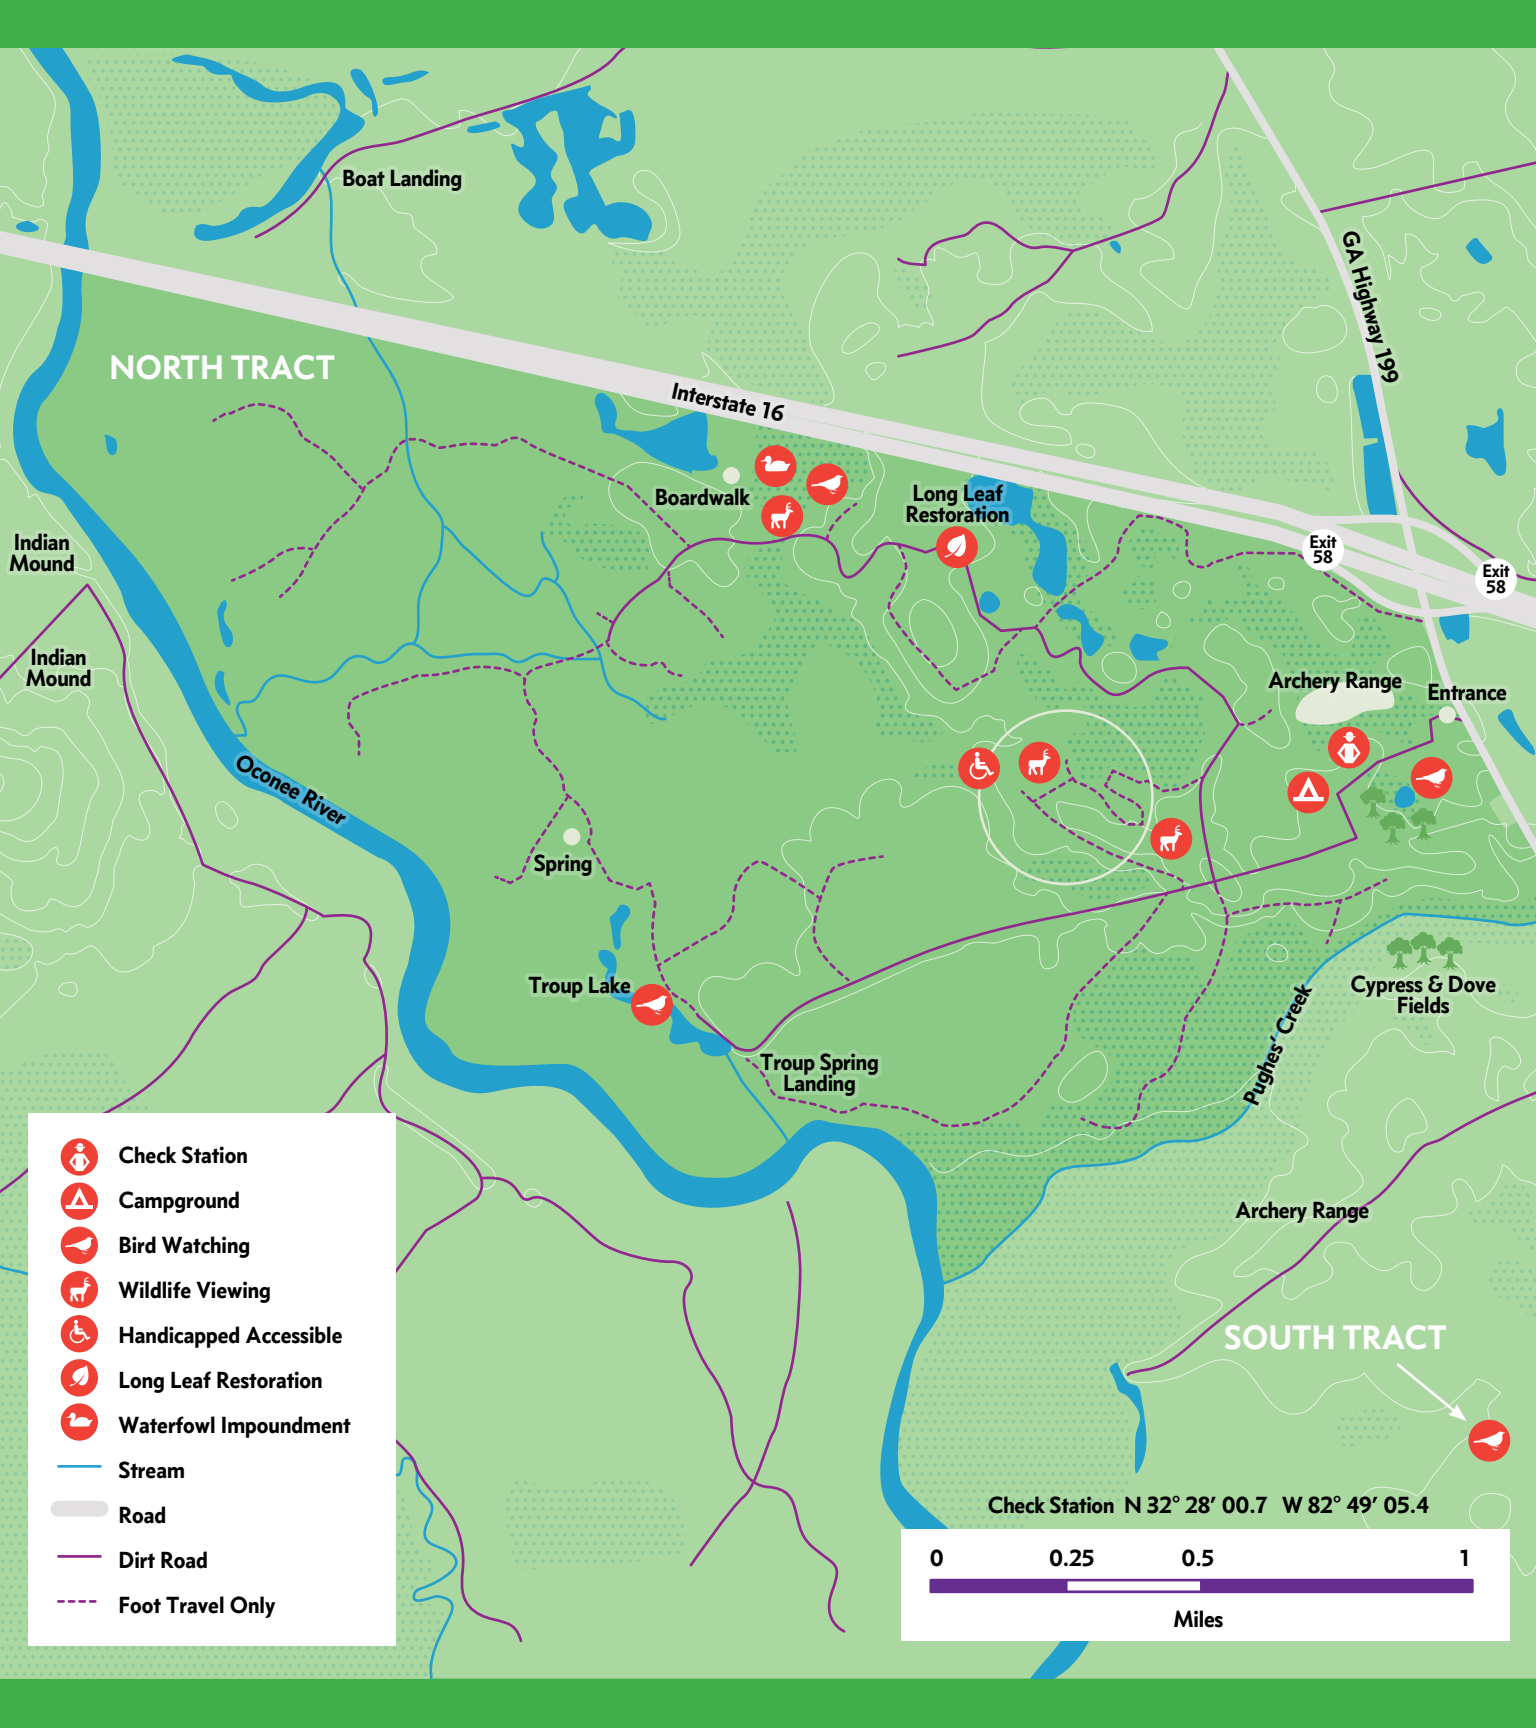 Boat Landing
GA Highway 199
NORTH TRACT
Interstate 16
Boardwalk
Long Leaf
Restoration
Exit
58
Exit
58
Indian
Mound
Indian
Mound
Archery Range
Entrance
Oconee River
Spring
Troup Lake
Cypress & Dove
Fields
Pughes' Creek
Troup Spring
Landing
Check Station
Campground
Bird Watching
Wildlife Viewing
Handicapped Accessible
Long Leaf Restoration
Waterfowl Impoundment
Stream
Road
Dirt Road
Foot Travel Only
Archery Range
SOUTH TRACT
Check Station N 32° 28’ 00.7 W 82° 49’ 05.4
0 0.25 0.5 1
Miles